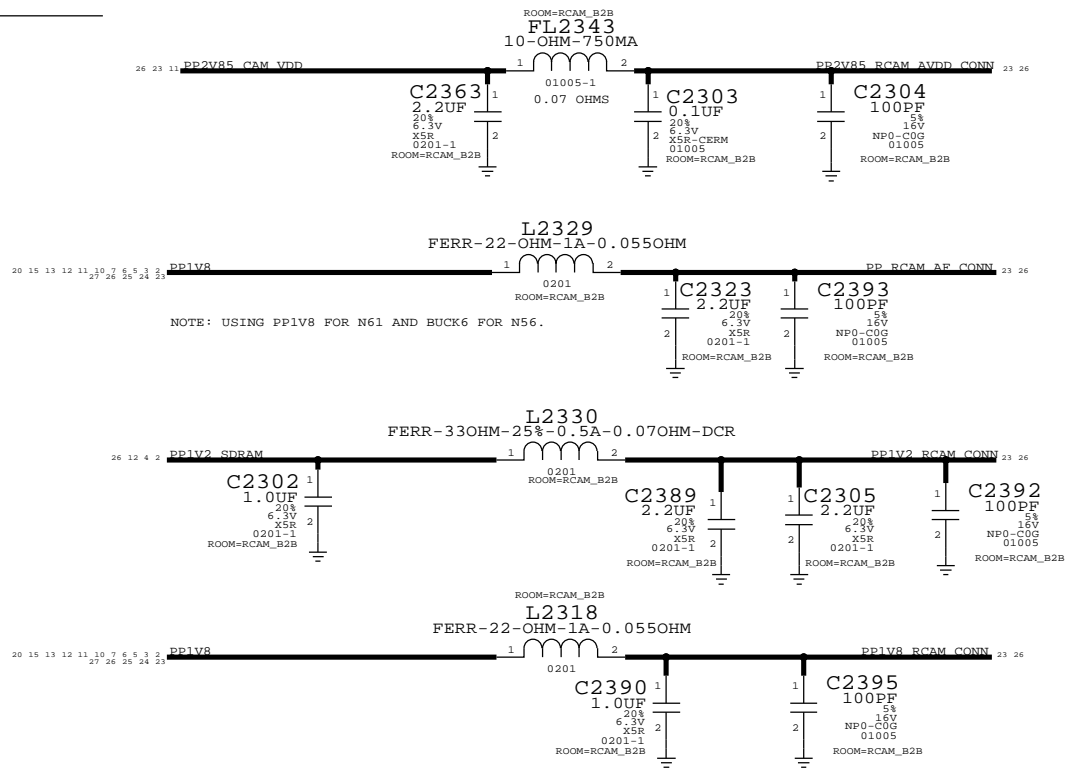 ROOM=RCAM_B2B
FL2343
10-OHM-750MA
26 23 11 PP2V85_CAM_VDD 1 2 PP2V85_RCAM_AVDD_CONN 23 26
01005-1
0.07 OHMS
C2363 1
2.2UF
20%
6.3V
X5R
2
0201-1
ROOM=RCAM_B2B
1 C2303
0.1UF
20%
6.3V
2
X5R-CERM
01005
ROOM=RCAM_B2B
1 C2304
100PF
5%
16V
2
NP0-C0G
01005
ROOM=RCAM_B2B
L2329
FERR-22-OHM-1A-0.055OHM
20 15 13 12 11 10 7 6 5 3 2 PP1V8 1 2 PP_RCAM_AF_CONN 23 26
27 26 25 24 23
0201
ROOM=RCAM_B2B
NOTE: USING PP1V8 FOR N61 AND BUCK6 FOR N56.
1 C2323
2.2UF
20%
6.3V
2
X5R
0201-1
ROOM=RCAM_B2B
1 C2393
100PF
5%
16V
2
NP0-C0G
01005
ROOM=RCAM_B2B
L2330
FERR-33OHM-25%-0.5A-0.07OHM-DCR
26 12 4 2 PP1V2_SDRAM 1 2 PP1V2_RCAM_CONN 23 26
0201
ROOM=RCAM_B2B
C2302 1
1.0UF
20%
6.3V
X5R
2
0201-1
ROOM=RCAM_B2B
C2389 1
2.2UF
20%
6.3V
X5R
2
0201-1
ROOM=RCAM_B2B
1 C2305
2.2UF
20%
6.3V
X5R
2
0201-1
ROOM=RCAM_B2B
1 C2392
100PF
5%
16V
2
NP0-C0G
01005
ROOM=RCAM_B2B
ROOM=RCAM_B2B
L2318
FERR-22-OHM-1A-0.055OHM
20 15 13 12 11 10 7 6 5 3 2 PP1V8 1 2 PP1V8_RCAM_CONN 23 26
27 26 25 24 23
0201
C2390 1
1.0UF
20%
6.3V
X5R
2
0201-1
ROOM=RCAM_B2B
1 C2395
100PF
5%
16V
2
NP0-C0G
01005
ROOM=RCAM_B2B